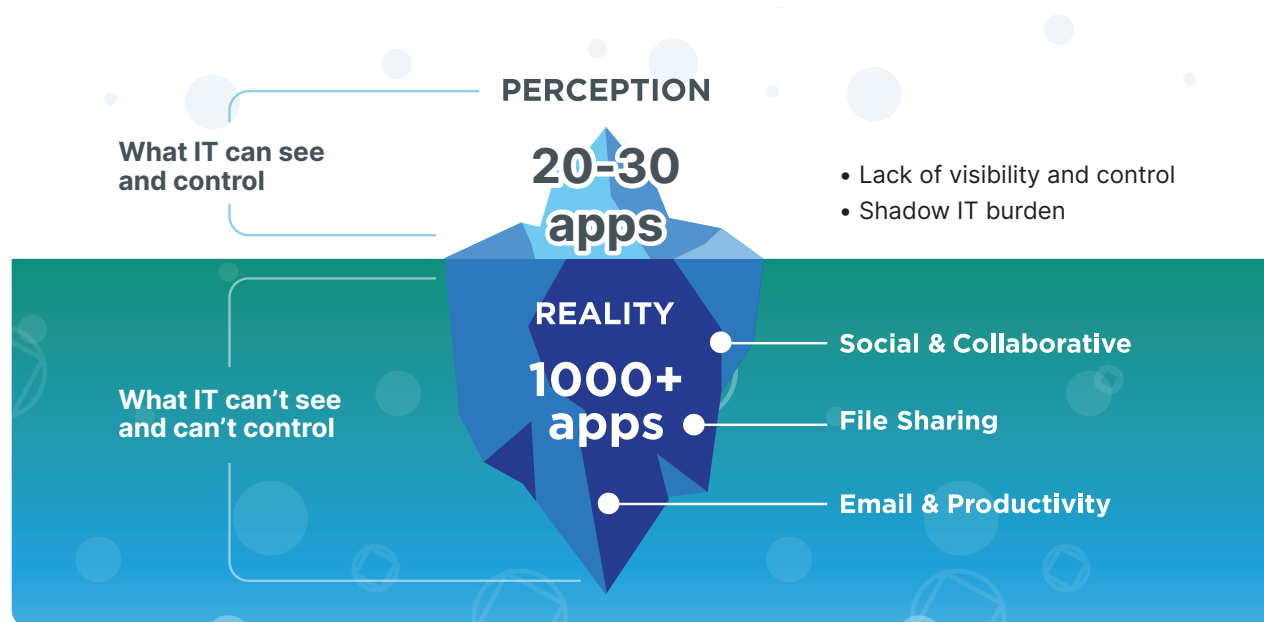 PERCEPTION
What IT can see
and control
20-30
apps
• Lack of visibility and control
• Shadow IT burden
REALITY
1000+
apps
What IT can’t see
and can’t control
Social & Collaborative
File Sharing
Email & Productivity